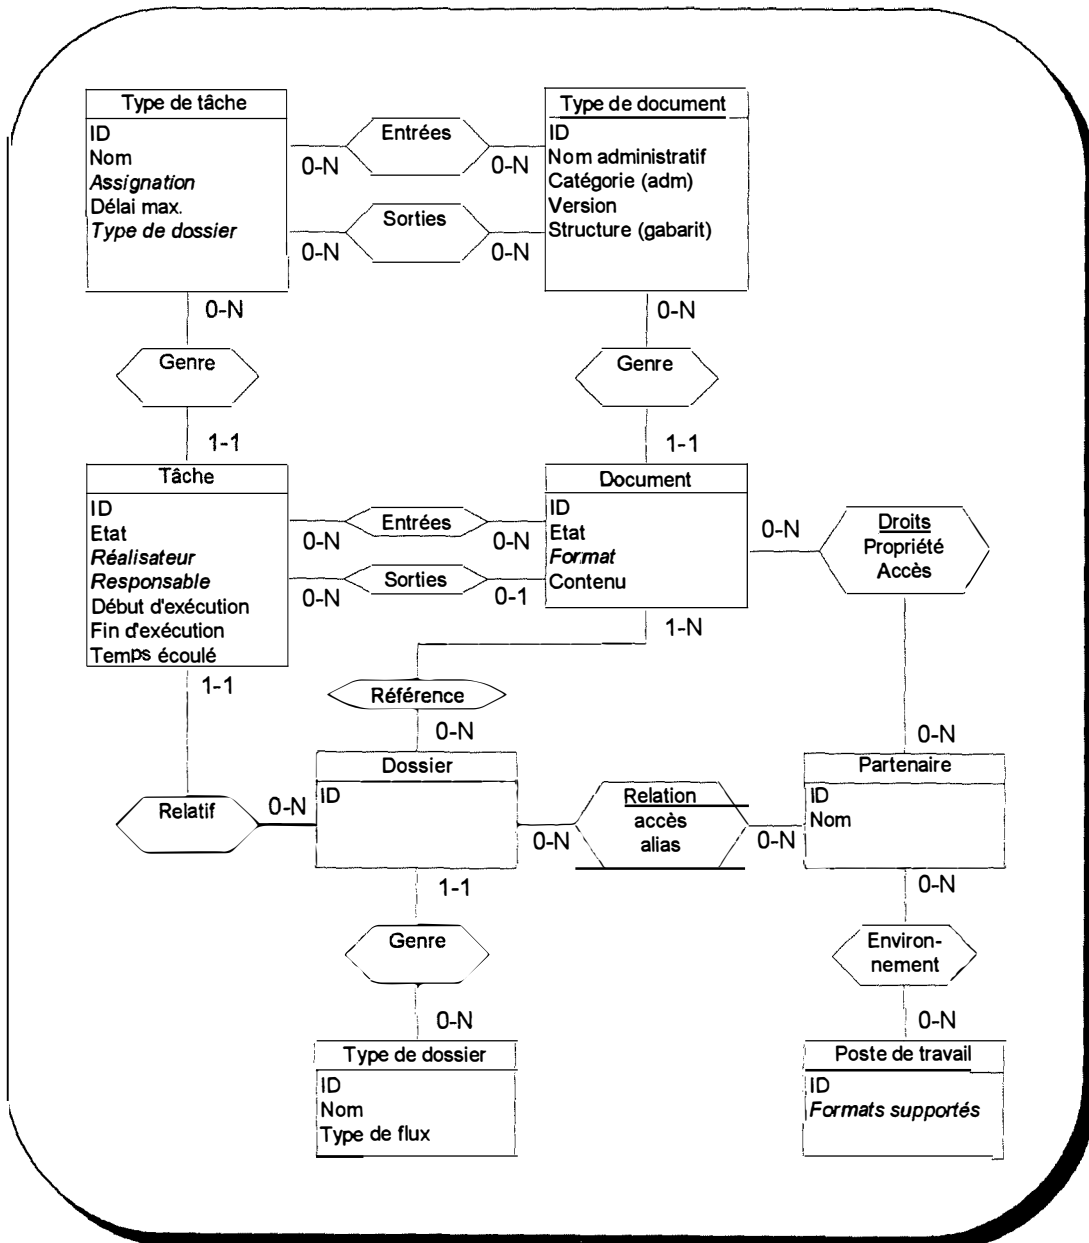 Type de tâche
ID
Nom
Assignation
Délai max.
Type de dossier
0-N
Entrées
0-N
0-N
Sorties
0-N
Type de document
ID
Nom administratif
Catégorie (adm)
Version
Structure (gabarit)
0-N
Genre
1-1
0-N
Genre
1-1
Tâche
ID
Etat
Réalisateur
Responsable
Début d'exécution
Fin d'exécution
Temps écoulé
0-N
Entrées
0-N
0-N
Sorties
0-1
Document
ID
Etat
Format
Contenu
0-N
Droits
Propriété
Accès
0-N
1-N
Référence
0-N
1-1
Relatif
0-N
Dossier
ID
0-N
Relation
accès
alias
0-N
Partenaire
ID
Nom
1-1
Genre
0-N
0-N
Environ-
nement
0-N
Type de dossier
ID
Nom
Type de flux
Poste de travail
ID
Formats supportés